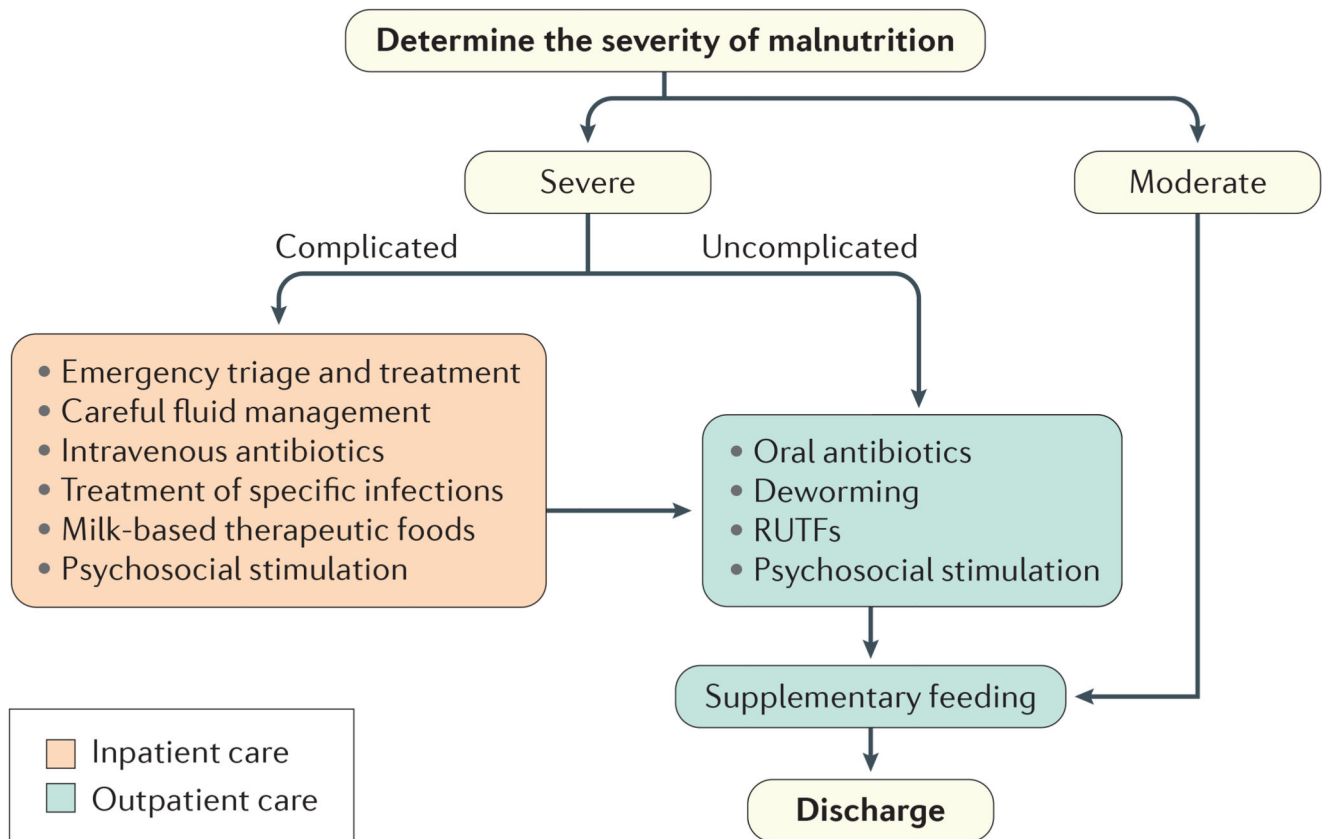 Determine the severity of malnutrition
Severe
Moderate
Complicated
Uncomplicated
• Emergency triage and treatment
• Careful fluid management
• Intravenous antibiotics
• Treatment of specific infections
• Milk-based therapeutic foods
• Psychosocial stimulation
• Oral antibiotics
• Deworming
• RUTFs
• Psychosocial stimulation
Supplementary feeding
Discharge
Inpatient care
Outpatient care